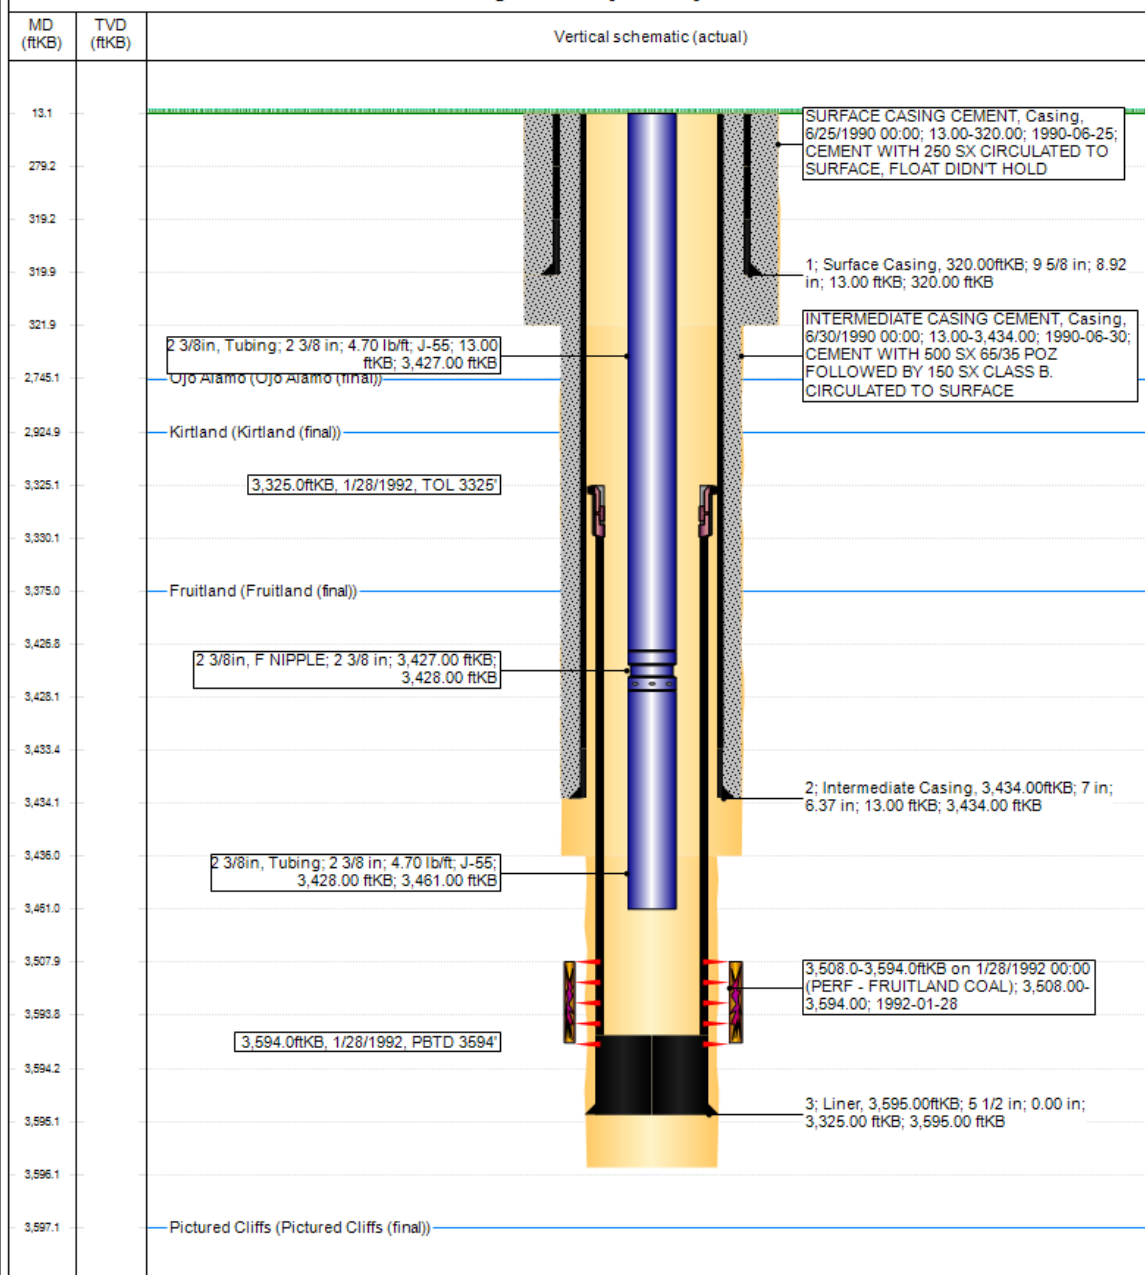 MD
(ftKB)
TVD
(ftKB)
Vertical schematic (actual)
13.1
SURFACE CASING CEMENT, Casing,
6/25/1990 00:00; 13.00-320.00; 1990-06-25;
CEMENT WITH 250 SX CIRCULATED TO
SURFACE, FLOAT DIDN'T HOLD
279.2
319.2
319.9
1; Surface Casing, 320.00ftKB; 9 5/8 in; 8.92
in; 13.00 ftKB; 320.00 ftKB
321.9
INTERMEDIATE CASING CEMENT, Casing,
6/30/1990 00:00; 13.00-3,434.00; 1990-06-30;
CEMENT WITH 500 SX 65/35 POZ
FOLLOWED BY 150 SX CLASS B.
CIRCULATED TO SURFACE
2 3/8in, Tubing; 2 3/8 in; 4.70 lb/ft; J-55; 13.00
ftKB; 3,427.00 ftKB
2,745.1
Ojo Alamo (Ojo Alamo (final))
2,924.9
Kirtland (Kirtland (final))
3,325.1
3,325.0ftKB, 1/28/1992, TOL 3325'
3,330.1
3,375.0
Fruitland (Fruitland (final))
3,426.8
2 3/8in, F NIPPLE; 2 3/8 in; 3,427.00 ftKB;
3,428.00 ftKB
3,428.1
3,433.4
3,434.1
2; Intermediate Casing, 3,434.00ftKB; 7 in;
6.37 in; 13.00 ftKB; 3,434.00 ftKB
3,436.0
2 3/8in, Tubing; 2 3/8 in; 4.70 lb/ft; J-55;
3,428.00 ftKB; 3,461.00 ftKB
3,461.0
3,507.9
3,508.0-3,594.0ftKB on 1/28/1992 00:00
(PERF - FRUITLAND COAL); 3,508.00-
3,594.00; 1992-01-28
3,593.8
3,594.0ftKB, 1/28/1992, PBTD 3594'
3,594.2
3; Liner, 3,595.00ftKB; 5 1/2 in; 0.00 in;
3,325.00 ftKB; 3,595.00 ftKB
3,595.1
3,596.1
3,597.1
Pictured Cliffs (Pictured Cliffs (final))